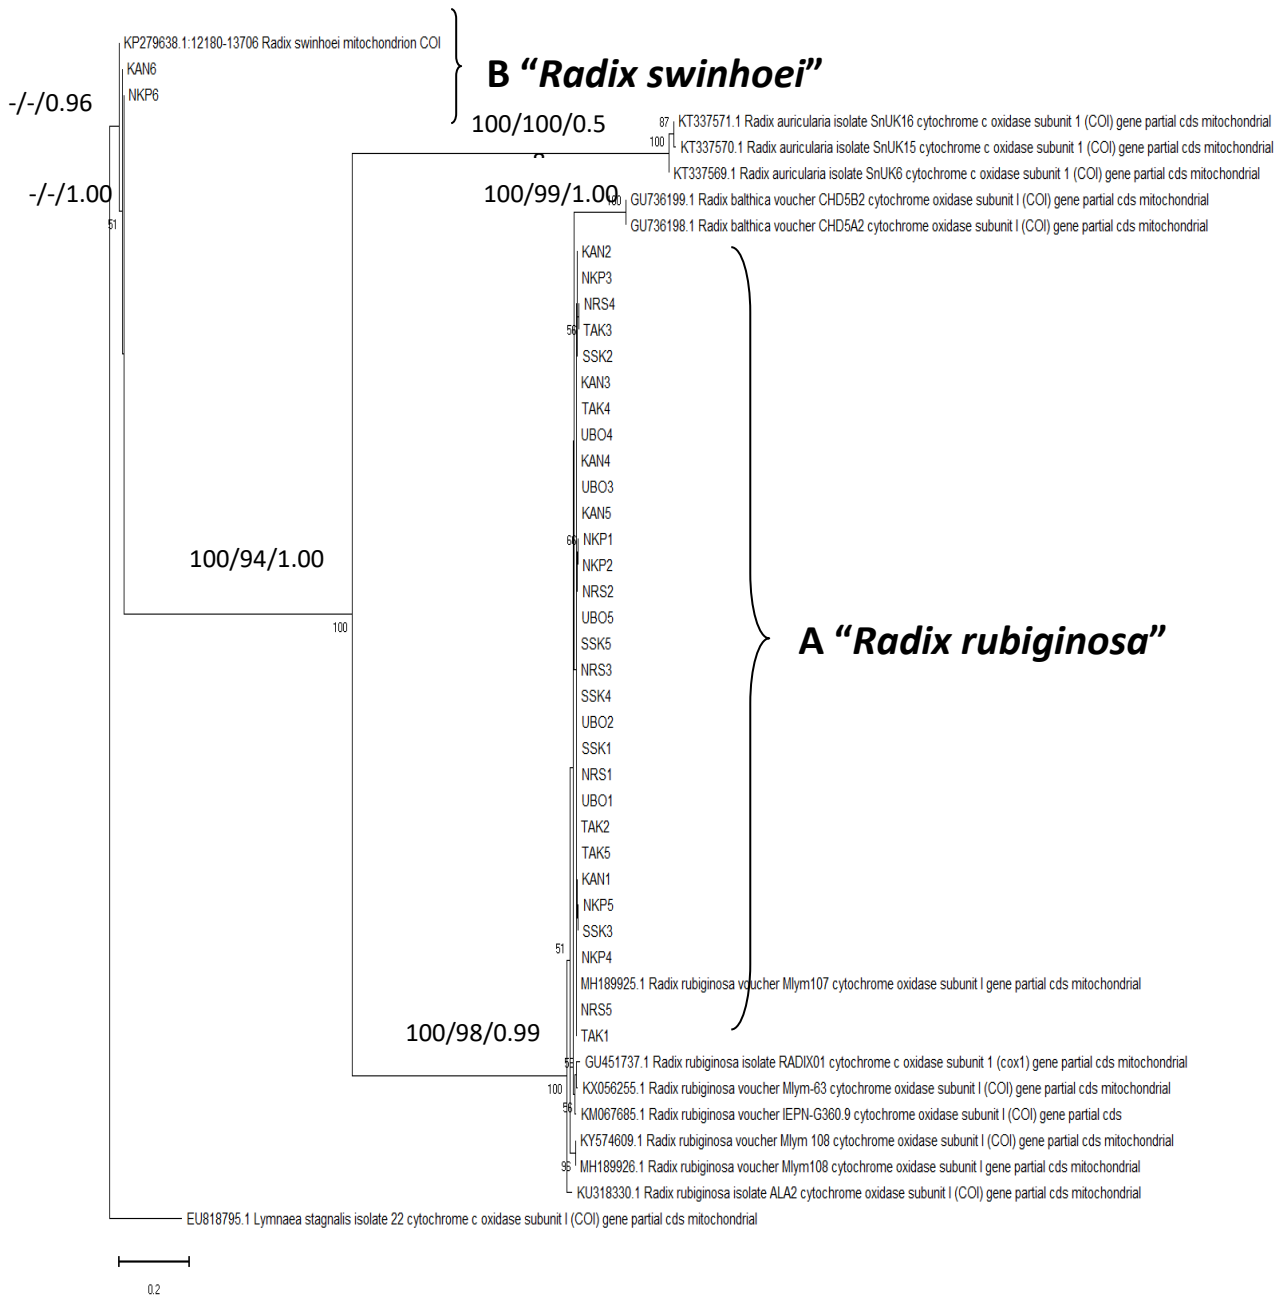 KP279638.1:12180-13706 Radix swinhoei mitochondrion COI
KAN6
B “Radix swinhoei”
NKP6
-/-/0.96
100/100/0.5
87
KT337571.1 Radix auricularia isolate SnUK16 cytochrome c oxidase subunit 1 (COI) gene partial cds mitochondrial
100
KT337570.1 Radix auricularia isolate SnUK15 cytochrome c oxidase subunit 1 (COI) gene partial cds mitochondrial
KT337569.1 Radix auricularia isolate SnUK6 cytochrome c oxidase subunit 1 (COI) gene partial cds mitochondrial
-/-/1.00
100/99/1.00
100
GU736199.1 Radix balthica voucher CHD5B2 cytochrome oxidase subunit I (COI) gene partial cds mitochondrial
51
GU736198.1 Radix balthica voucher CHD5A2 cytochrome oxidase subunit I (COI) gene partial cds mitochondrial
KAN2
NKP3
NRS4
56
TAK3
SSK2
KAN3
TAK4
UBO4
KAN4
UBO3
KAN5
66
NKP1
100/94/1.00
NKP2
NRS2
UBO5
100
SSK5
A “Radix rubiginosa”
NRS3
SSK4
UBO2
SSK1
NRS1
UBO1
TAK2
TAK5
KAN1
NKP5
SSK3
51
NKP4
MH189925.1 Radix rubiginosa voucher Mlym107 cytochrome oxidase subunit I gene partial cds mitochondrial
NRS5
100/98/0.99
TAK1
GU451737.1 Radix rubiginosa isolate RADIX01 cytochrome c oxidase subunit 1 (cox1) gene partial cds mitochondrial
100
KX056255.1 Radix rubiginosa voucher Mlym-63 cytochrome oxidase subunit I (COI) gene partial cds mitochondrial
56
KM067685.1 Radix rubiginosa voucher IEPN-G360.9 cytochrome oxidase subunit I (COI) gene partial cds
KY574609.1 Radix rubiginosa voucher Mlym 108 cytochrome oxidase subunit I (COI) gene partial cds mitochondrial
MH189926.1 Radix rubiginosa voucher Mlym108 cytochrome oxidase subunit I gene partial cds mitochondrial
KU318330.1 Radix rubiginosa isolate ALA2 cytochrome oxidase subunit I (COI) gene partial cds mitochondrial
EU818795.1 Lymnaea stagnalis isolate 22 cytochrome c oxidase subunit I (COI) gene partial cds mitochondrial
0.2